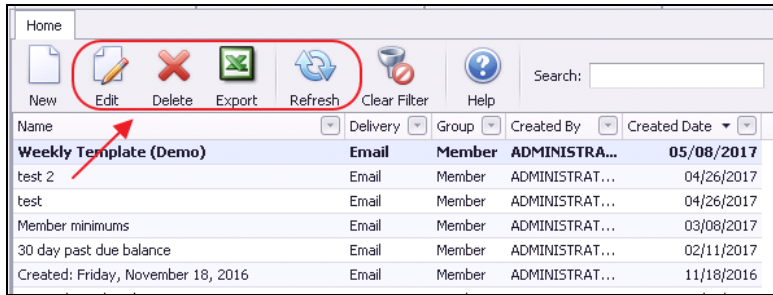 Home
New Edit Delete Export Refresh Clear Filter Help Search:
Name Delivery Group Created By Created Date
Weekly Template (Demo) Email Member ADMINISTRA... 05/08/2017
test 2 Email Member ADMINISTRAT... 04/26/2017
test Email Member ADMINISTRAT... 04/26/2017
Member minimums Email Member ADMINISTRAT... 03/08/2017
30 day past due balance Email Member ADMINISTRAT... 02/11/2017
Created: Friday, November 18, 2016 Email Member ADMINISTRAT... 11/18/2016